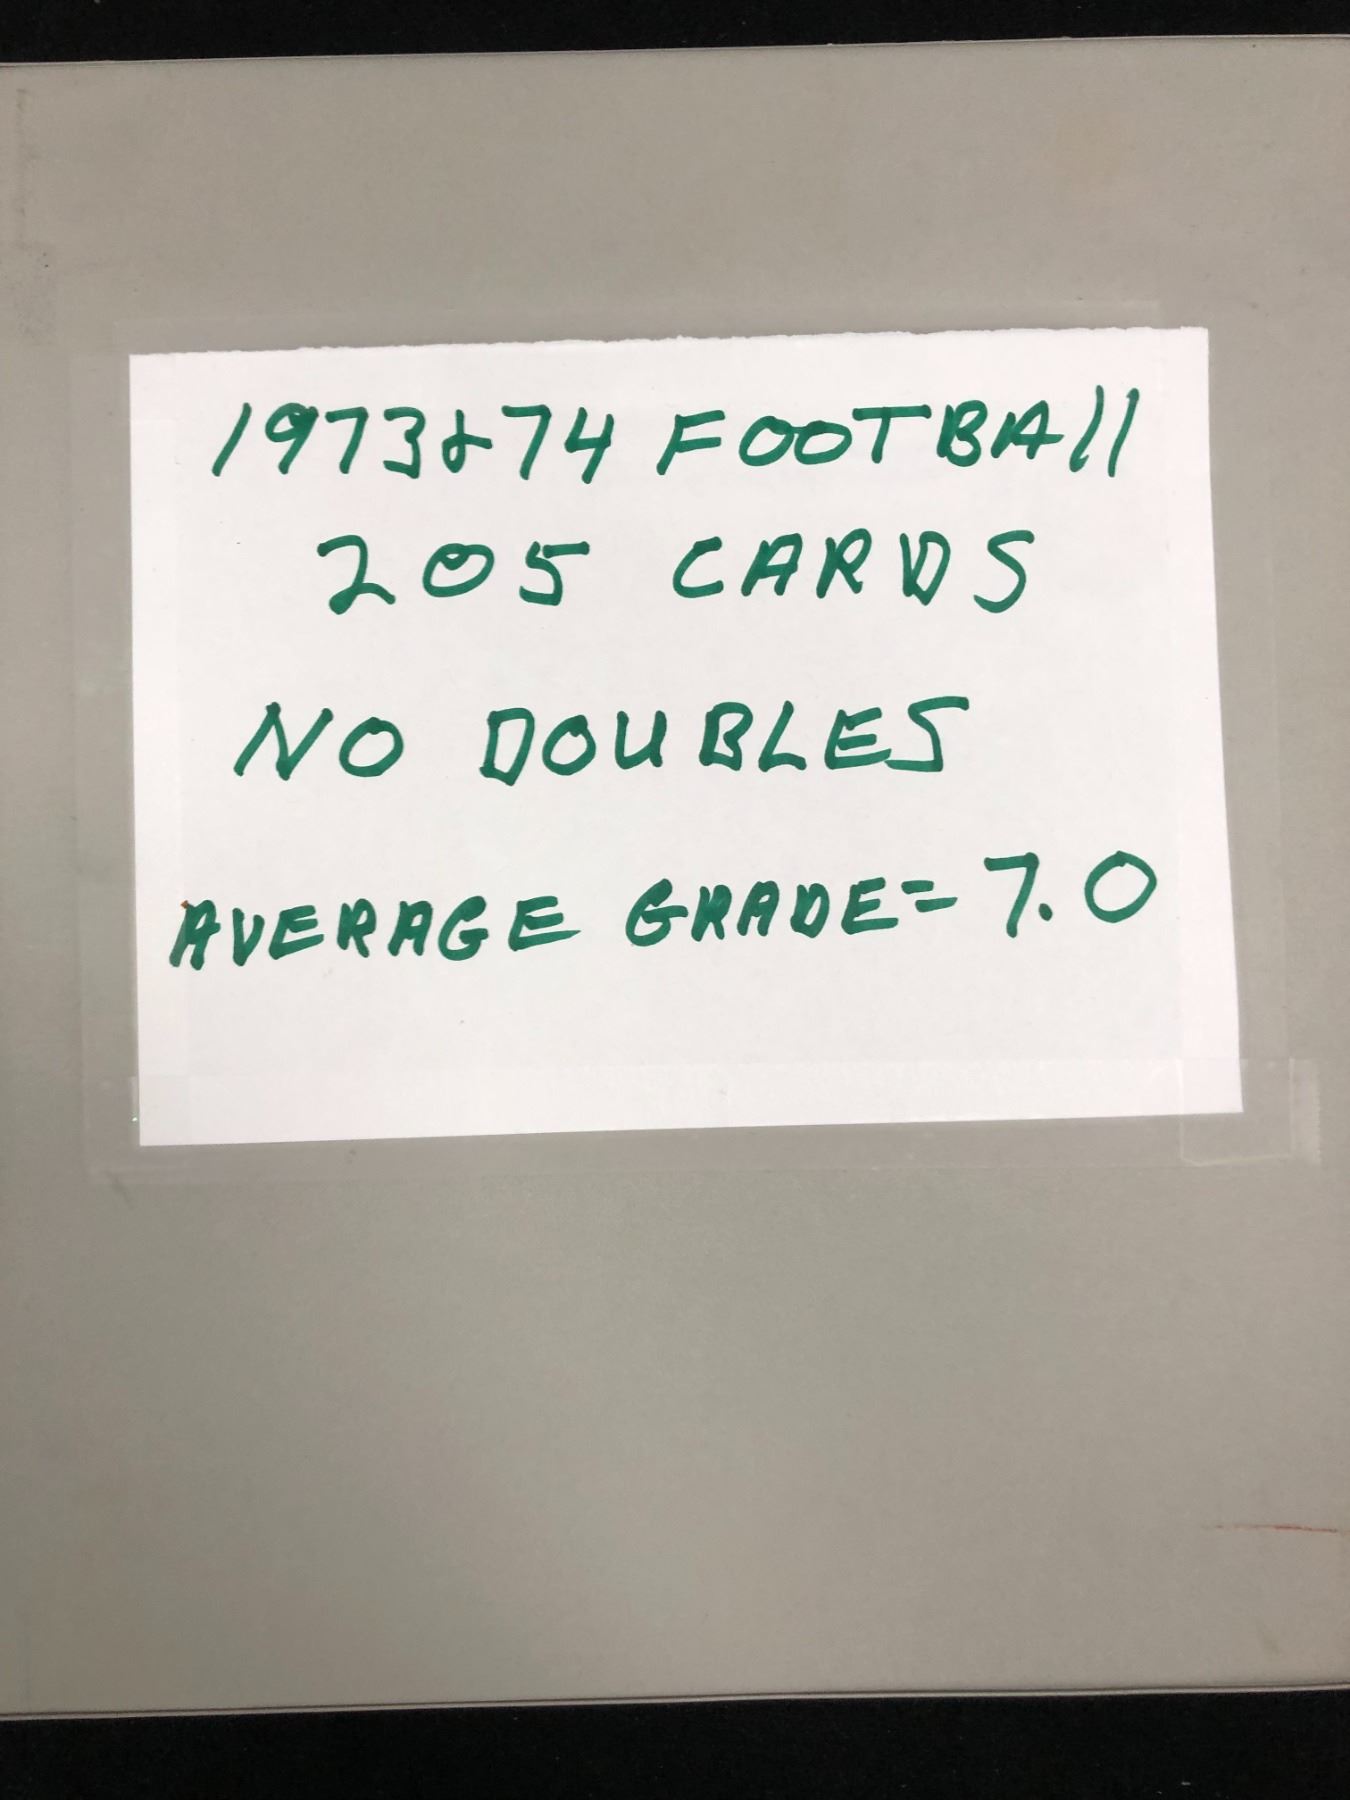 1973&74 FOOTBAll
205 CARDS
NO DOUBLES
AVERAGE GRADE= 7.0